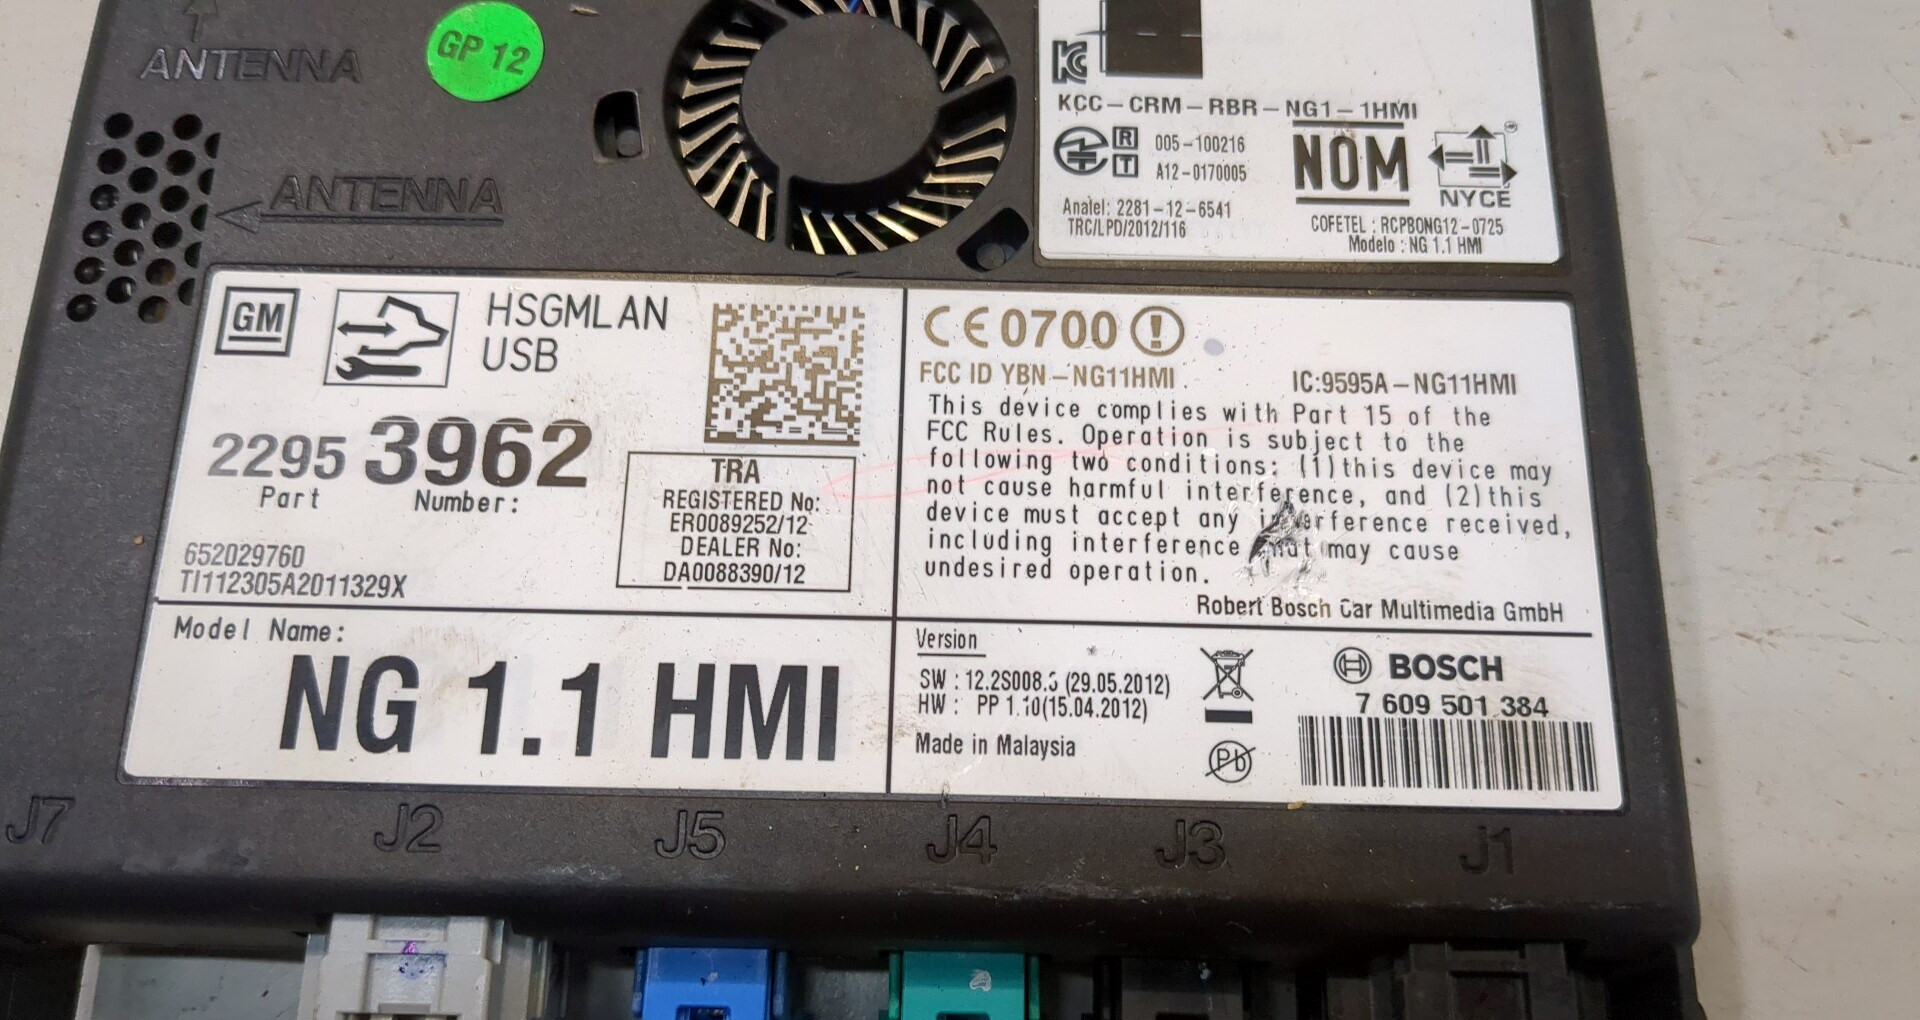 ANTENNA
GP 12
ANTENNA
KCC-CRM-RBR-NG1-1HMI
R
T
005-100216
A12-0170005
NOM
NYCE
Anatel: 2281-12-6541
TRC/LPD/2012/116
COFETEL : RCPBONG12-0725
Modelo : NG 1.1 HMI
GM
HSGMLAN
USB
2295 3962
Part Number:
TRA
REGISTERED No:
ER0089252/12
DEALER No:
DA0088390/12
652029760
TI112305A2011329X
Model Name:
NG 1.1 HMI
CE 0700 !
FCC ID YBN-NG11HMI IC:9595A-NG11HMI
This device complies with Part 15 of the
FCC Rules. Operation is subject to the
following two conditions: (1)this device may
not cause harmful interference, and (2)this
device must accept any interference received,
including interference that may cause
undesired operation.
Robert Bosch Car Multimedia GmbH
Version
SW : 12.2S008. (29.05.2012)
HW : PP 1.10(15.04.2012)
Made in Malaysia
Pb
BOSCH
7 609 501 384
J7 J2 J5 J4 J3 J1